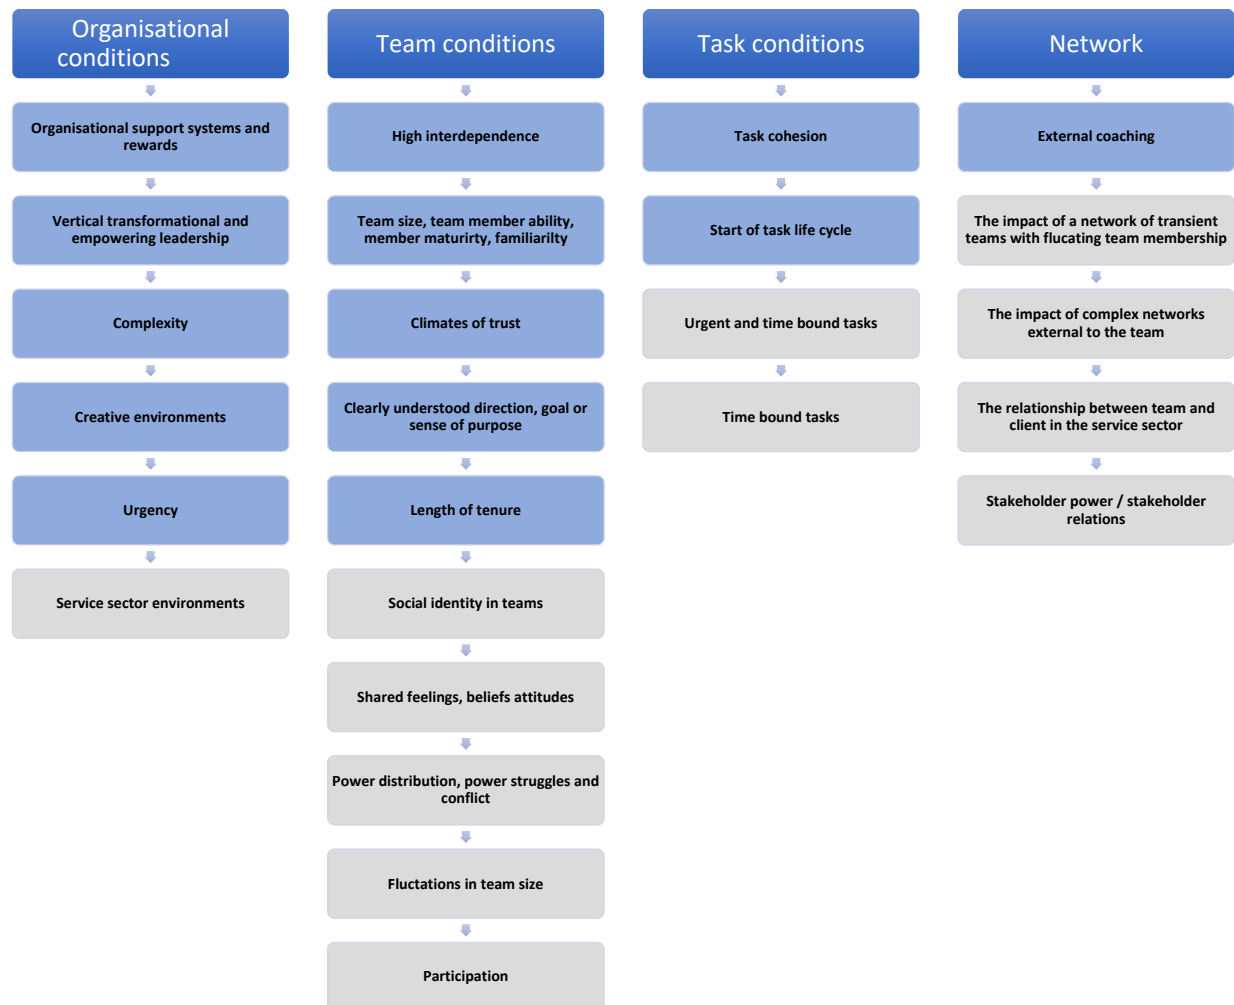 Organisational
conditions
Organisational support systems and
rewards
Vertical transformational and
empowering leadership
Complexity
Creative environments
Urgency
Service sector environments
Team conditions
High interdependence
Team size, team member ability,
member maturirty, familiarilty
Climates of trust
Clearly understood direction, goal or
sense of purpose
Length of tenure
Social identity in teams
Shared feelings, beliefs attitudes
Power distribution, power struggles and
conflict
Fluctations in team size
Participation
Task conditions
Task cohesion
Start of task life cycle
Urgent and time bound tasks
Time bound tasks
Network
External coaching
The impact of a network of transient
teams with flucating team membership
The impact of complex networks
external to the team
The relationship between team and
client in the service sector
Stakeholder power / stakeholder
relations